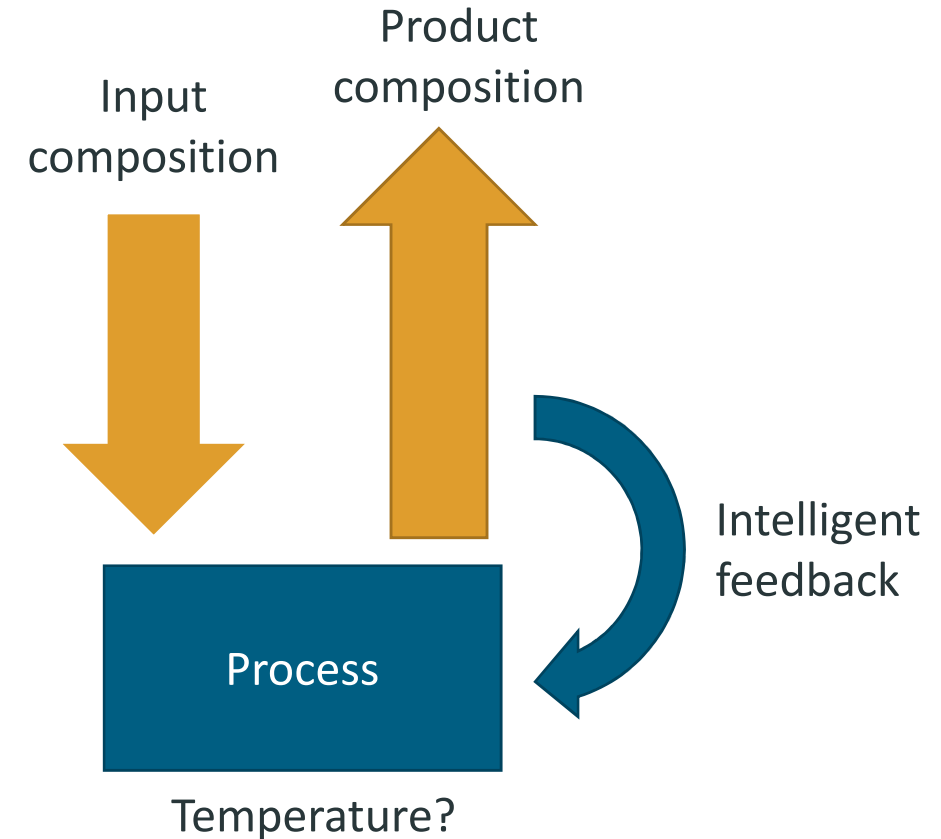 Input
composition
Product
composition
Intelligent
feedback
Process
Temperature?